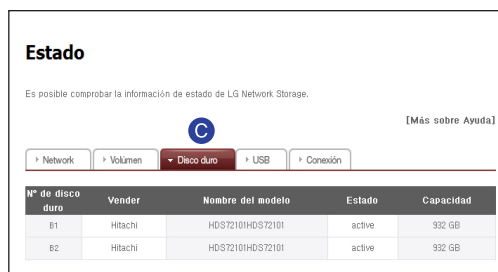 Estado
Es posible comprobar la información de estado de LG Network Storage.
C
[Más sobre Ayuda]
Network Volúmen Disco duro USB Conexión
Nº de disco duro Vender Nombre del modelo Estado Capacidad
B1 Hitachi HDS72101HDS72101 active 932 GB
B2 Hitachi HDS72101HDS72101 active 932 GB